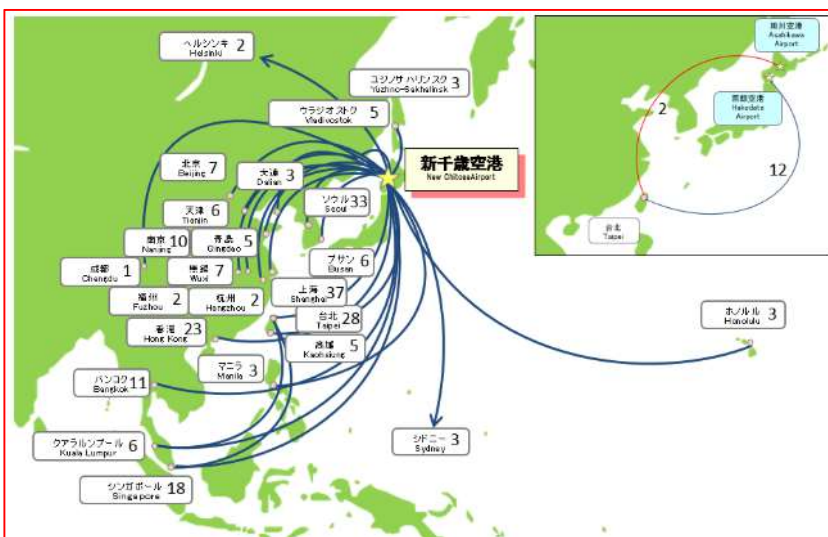 ヘルシンキ 2
Helsinki
ユジノサハリンスク 3
Yuzhno-Sakhalinsk
ウラジオストク 5
Vladivostok
北京 7
Beijing
大連 3
Dalian
新千歳空港
New Chitose Airport
天津 6
Tianjin
ソウル 33
Seoul
南京 10
Nanjing
青島 5
Qingdao
プサン 6
Busan
成都 1
Chengdu
無錫 7
Wuxi
上海 37
Shanghai
福州 2
Fuzhou
杭州 2
Hangzhou
台北 28
Taipei
香港 23
Hong Kong
高雄 5
Kaohsiung
マニラ 3
Manila
バンコク 11
Bangkok
ホノルル 3
Honolulu
シドニー 3
Sydney
クアラルンプール 6
Kuala Lumpur
シンガポール 18
Singapore
旭川空港
Asahikawa
Airport
函館空港
Hakodate
Airport
2
12
台北
Taipei